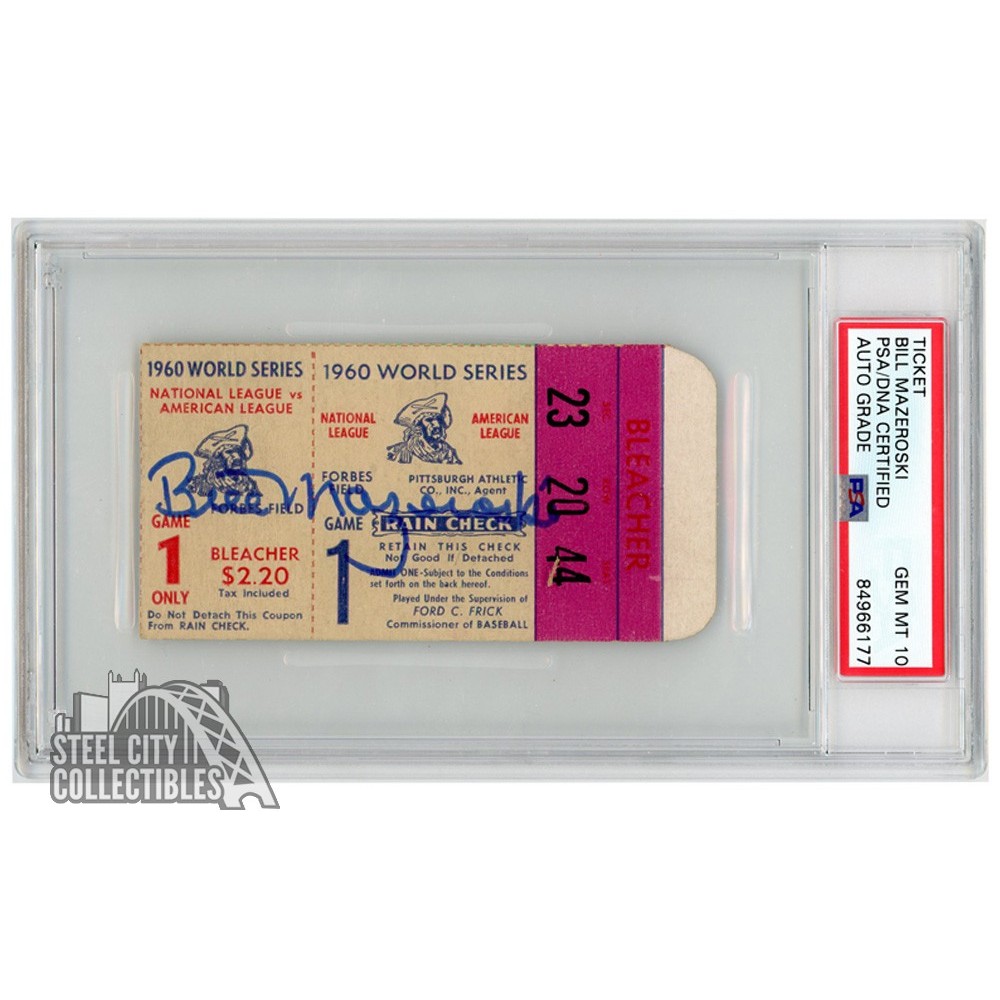 1960 WORLD SERIES
NATIONAL LEAGUE vs
AMERICAN LEAGUE
FORBES FIELD
GAME
1
ONLY
BLEACHER
$2.20
Tax Included
Do Not Detach This Coupon
From RAIN CHECK.
1960 WORLD SERIES
NATIONAL LEAGUE
AMERICAN LEAGUE
FORBES FIELD
PITTSBURGH ATHLETIC
CO., INC., Agent
GAME
1
RAIN CHECK
RETAIN THIS CHECK
Not Good If Detached
ADMIT ONE-Subject to the Conditions
set forth on the back hereof.
Played Under the Supervision of
FORD C. FRICK
Commissioner of BASEBALL
Bill Mazeroski
23
20
44
BLEACHER
TICKET
BILL MAZEROSKI
PSA/DNA CERTIFIED
AUTO GRADE
PSA
GEM MT 10
84966177
STEEL CITY
COLLECTIBLES